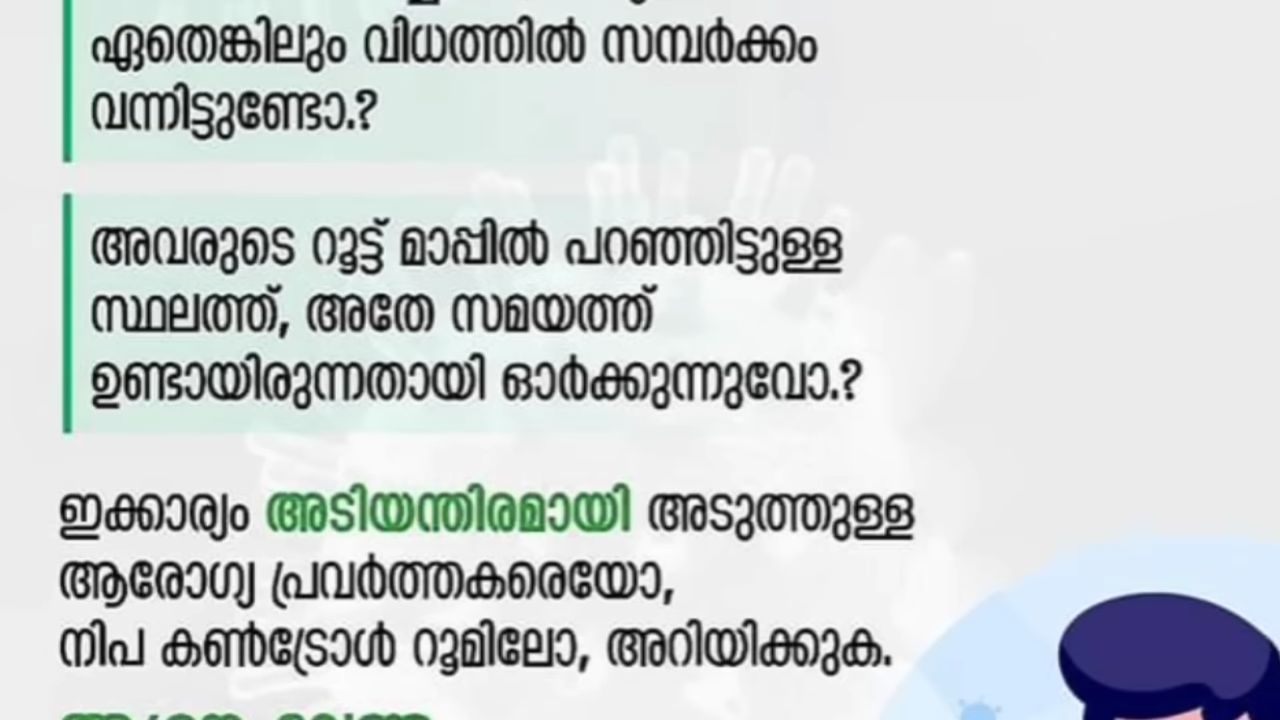 ഏതെങ്കിലും വിധത്തിൽ സമ്പർക്കം
വന്നിട്ടുണ്ടോ.?
അവരുടെ റൂട്ട് മാപ്പിൽ പറഞ്ഞിട്ടുള്ള
സ്ഥലത്ത്, അതേ സമയത്ത്
ഉണ്ടായിരുന്നതായി ഓർക്കുന്നുവോ.?
ഇക്കാര്യം അടിയന്തിരമായി അടുത്തുള്ള
ആരോഗ്യ പ്രവർത്തകരെയോ,
നിപ കൺട്രോൾ റൂമിലോ, അറിയിക്കുക.